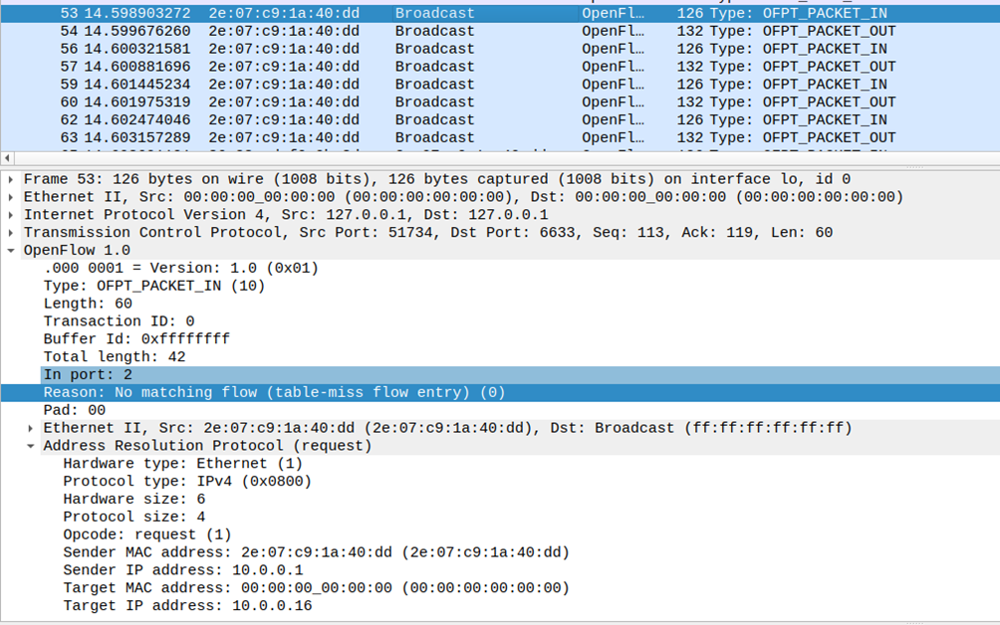 53 14.598903272 2e:07:c9:1a:40:dd Broadcast OpenFl… 126 Type: OFPT_PACKET_IN
54 14.599676260 2e:07:c9:1a:40:dd Broadcast OpenFl… 132 Type: OFPT_PACKET_OUT
56 14.600321581 2e:07:c9:1a:40:dd Broadcast OpenFl… 126 Type: OFPT_PACKET_IN
57 14.600881696 2e:07:c9:1a:40:dd Broadcast OpenFl… 132 Type: OFPT_PACKET_OUT
59 14.601445234 2e:07:c9:1a:40:dd Broadcast OpenFl… 126 Type: OFPT_PACKET_IN
60 14.601975319 2e:07:c9:1a:40:dd Broadcast OpenFl… 132 Type: OFPT_PACKET_OUT
62 14.602474046 2e:07:c9:1a:40:dd Broadcast OpenFl… 126 Type: OFPT_PACKET_IN
63 14.603157289 2e:07:c9:1a:40:dd Broadcast OpenFl… 132 Type: OFPT_PACKET_OUT
Frame 53: 126 bytes on wire (1008 bits), 126 bytes captured (1008 bits) on interface lo, id 0
Ethernet II, Src: 00:00:00_00:00:00 (00:00:00:00:00:00), Dst: 00:00:00_00:00:00 (00:00:00:00:00:00)
Internet Protocol Version 4, Src: 127.0.0.1, Dst: 127.0.0.1
Transmission Control Protocol, Src Port: 51734, Dst Port: 6633, Seq: 113, Ack: 119, Len: 60
OpenFlow 1.0
.000 0001 = Version: 1.0 (0x01)
Type: OFPT_PACKET_IN (10)
Length: 60
Transaction ID: 0
Buffer Id: 0xffffffff
Total length: 42
In port: 2
Reason: No matching flow (table-miss flow entry) (0)
Pad: 00
Ethernet II, Src: 2e:07:c9:1a:40:dd (2e:07:c9:1a:40:dd), Dst: Broadcast (ff:ff:ff:ff:ff:ff)
Address Resolution Protocol (request)
Hardware type: Ethernet (1)
Protocol type: IPv4 (0x0800)
Hardware size: 6
Protocol size: 4
Opcode: request (1)
Sender MAC address: 2e:07:c9:1a:40:dd (2e:07:c9:1a:40:dd)
Sender IP address: 10.0.0.1
Target MAC address: 00:00:00_00:00:00 (00:00:00:00:00:00)
Target IP address: 10.0.0.16